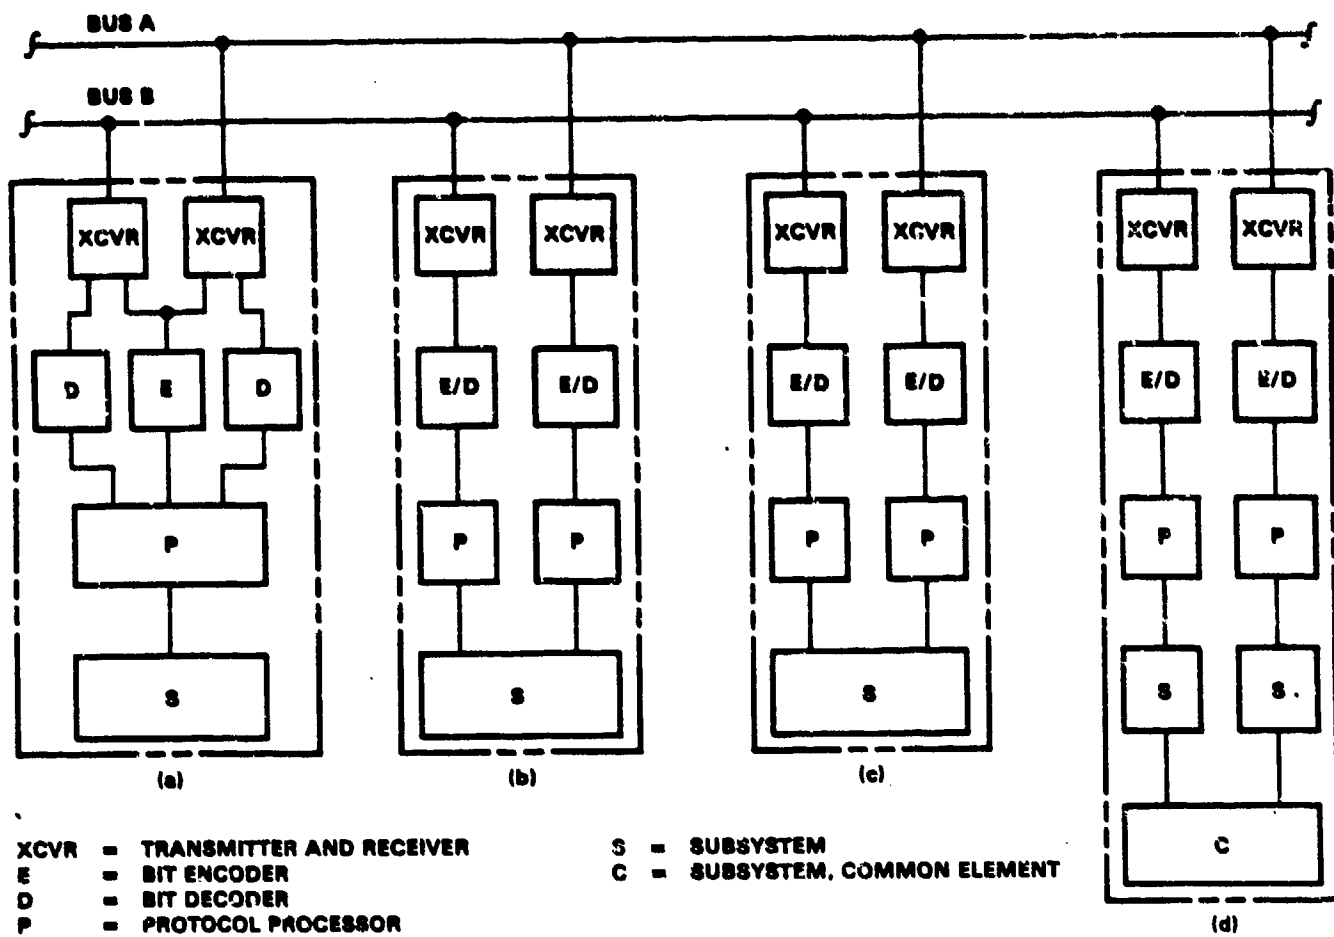 BUS A
BUS B
XCVR XCVR XCVR XCVR XCVR XCVR XCVR XCVR
D E D E/D E/D E/D E/D E/D E/D
P P P P P P P
S S S S S
C
(a) (b) (c)
(d)
XCVR = TRANSMITTER AND RECEIVER
E = BIT ENCODER
D = BIT DECODER
P = PROTOCOL PROCESSOR
S = SUBSYSTEM
C = SUBSYSTEM, COMMON ELEMENT